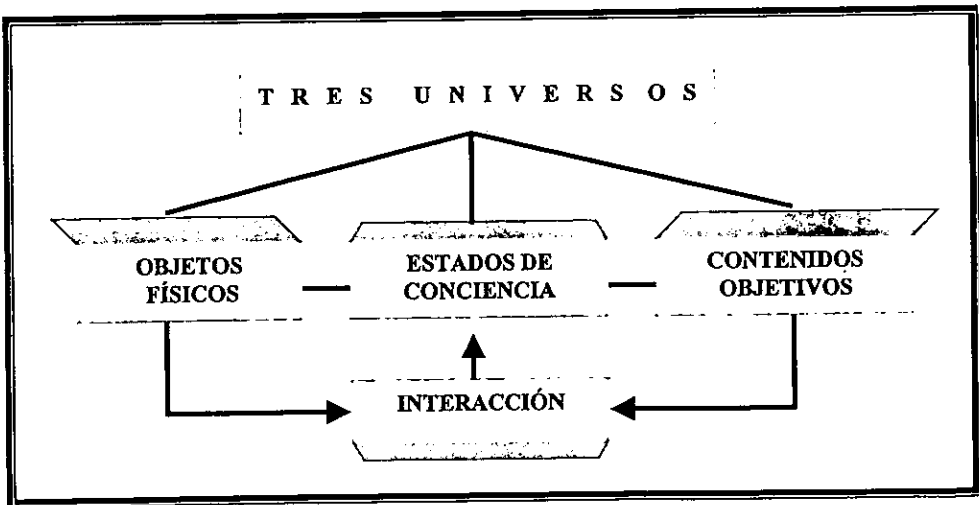 TRES UNIVERSOS
OBJETOS
FÍSICOS
ESTADOS DE
CONCIENCIA
CONTENIDOS
OBJETIVOS
INTERACCIÓN